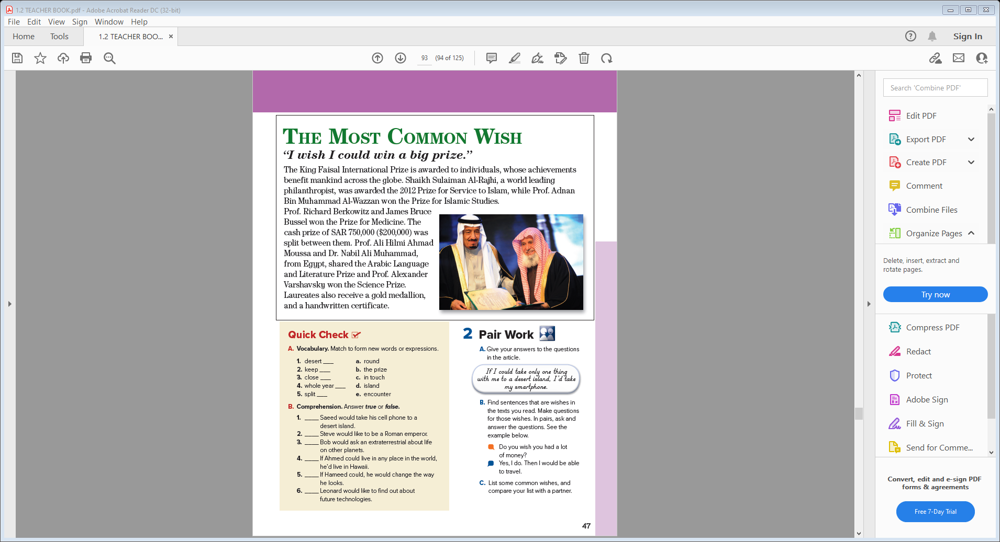 1.2 TEACHER BOOK.pdf - Adobe Acrobat Reader DC (32-bit)
File Edit View Sign Window Help
Home Tools 1.2 TEACHER BOO... × Sign In
93 (94 of 125)
THE MOST COMMON WISH
“I wish I could win a big prize.”
The King Faisal International Prize is awarded to individuals, whose achievements
benefit mankind across the globe. Shaikh Sulaiman Al-Rajhi, a world leading
philanthropist, was awarded the 2012 Prize for Service to Islam, while Prof. Adnan
Bin Muhammad Al-Wazzan won the Prize for Islamic Studies.
Prof. Richard Berkowitz and James Bruce
Bussel won the Prize for Medicine. The
cash prize of SAR 750,000 ($200,000) was
split between them. Prof. Ali Hilmi Ahmad
Moussa and Dr. Nabil Ali Muhammad,
from Egypt, shared the Arabic Language
and Literature Prize and Prof. Alexander
Varshavsky won the Science Prize.
Laureates also receive a gold medallion,
and a handwritten certificate.
Quick Check
A. Vocabulary. Match to form new words or expressions.
1. desert ___ a. round
2. keep ___ b. the prize
3. close ___ c. in touch
4. whole year ___ d. island
5. split ___ e. encounter
B. Comprehension. Answer true or false.
1. ____ Saeed would take his cell phone to a
desert island.
2. ____ Steve would like to be a Roman emperor.
3. ____ Bob would ask an extraterrestrial about life
on other planets.
4. ____ If Ahmed could live in any place in the world,
he'd live in Hawaii.
5. ____ If Hameed could, he would change the way
he looks.
6. ____ Leonard would like to find out about
future technologies.
2 Pair Work
A. Give your answers to the questions
in the article.
If I could take only one thing
with me to a desert island, I'd take
my smartphone.
B. Find sentences that are wishes in
the texts you read. Make questions
for those wishes. In pairs, ask and
answer the questions. See the
example below.
Do you wish you had a lot
of money?
Yes, I do. Then I would be able
to travel.
C. List some common wishes, and
compare your list with a partner.
47
Search 'Combine PDF'
Edit PDF
Export PDF
Create PDF
Comment
Combine Files
Organize Pages
Delete, insert, extract and
rotate pages.
Try now
Compress PDF
Redact
Protect
Adobe Sign
Fill & Sign
Send for Comme...
Convert, edit and e-sign PDF
forms & agreements
Free 7-Day Trial